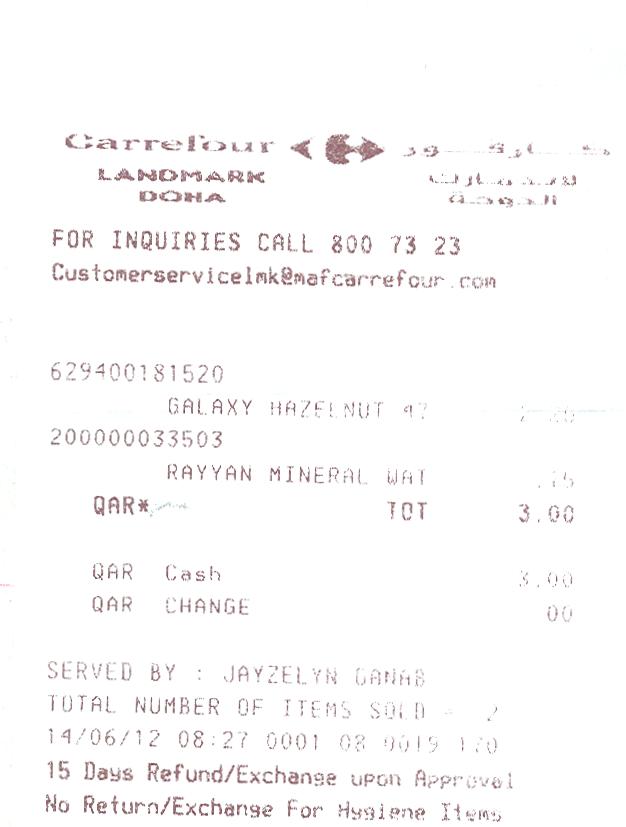 Carrefour
LANDMARK
DOHA
FOR INQUIRIES CALL 800 73 23
Customerservicelmk@mafcarrefour.com
629400181520
GALAXY HAZELNUT
200000033503
RAYYAN MINERAL WAT
QAR* TOT 3.00
QAR Cash 3.00
QAR CHANGE 00
SERVED BY : JAYZELYN
TOTAL NUMBER OF ITEMS SOLD =
14/06/12 08:27 0001 08 0019 170
15 Days Refund/Exchange upon Approval
No Return/Exchange For Hygiene Items